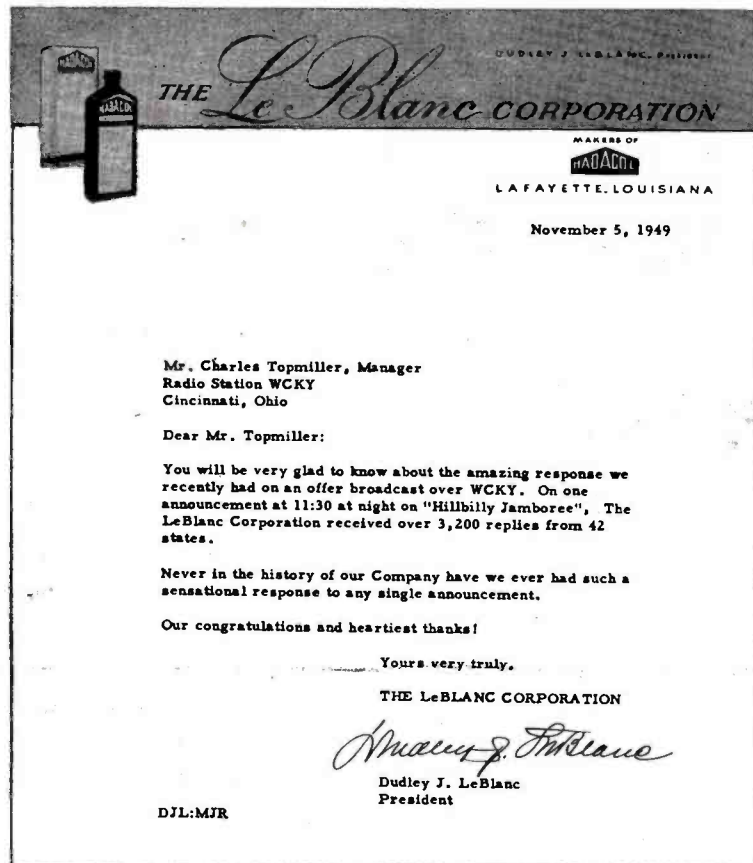 DUDLEY J. LEBLANC, President
THE Le Blanc CORPORATION
HADACOL
HADACOL
MAKERS OF
HADACOL
LAFAYETTE, LOUISIANA
November 5, 1949
Mr. Charles Topmiller, Manager
Radio Station WCKY
Cincinnati, Ohio
Dear Mr. Topmiller:
You will be very glad to know about the amazing response we
recently had on an offer broadcast over WCKY. On one
announcement at 11:30 at night on "Hillbilly Jamboree", The
LeBlanc Corporation received over 3,200 replies from 42
states.
Never in the history of our Company have we ever had such a
sensational response to any single announcement.
Our congratulations and heartiest thanks!
Yours very truly.
THE LeBLANC CORPORATION
Dudley J. LeBlanc
Dudley J. LeBlanc
President
DJL:MJR